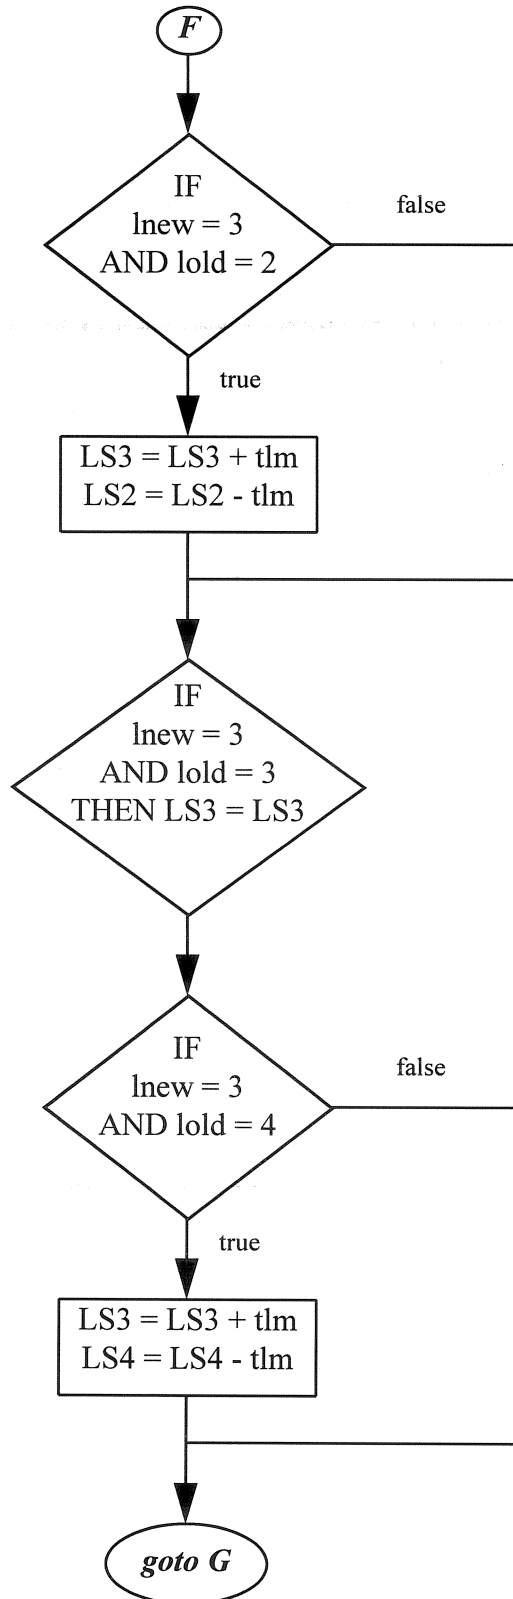 F
IF
lnew = 3
AND lold = 2
false
true
LS3 = LS3 + tlm
LS2 = LS2 - tlm
IF
lnew = 3
AND lold = 3
THEN LS3 = LS3
IF
lnew = 3
AND lold = 4
false
true
LS3 = LS3 + tlm
LS4 = LS4 - tlm
goto G